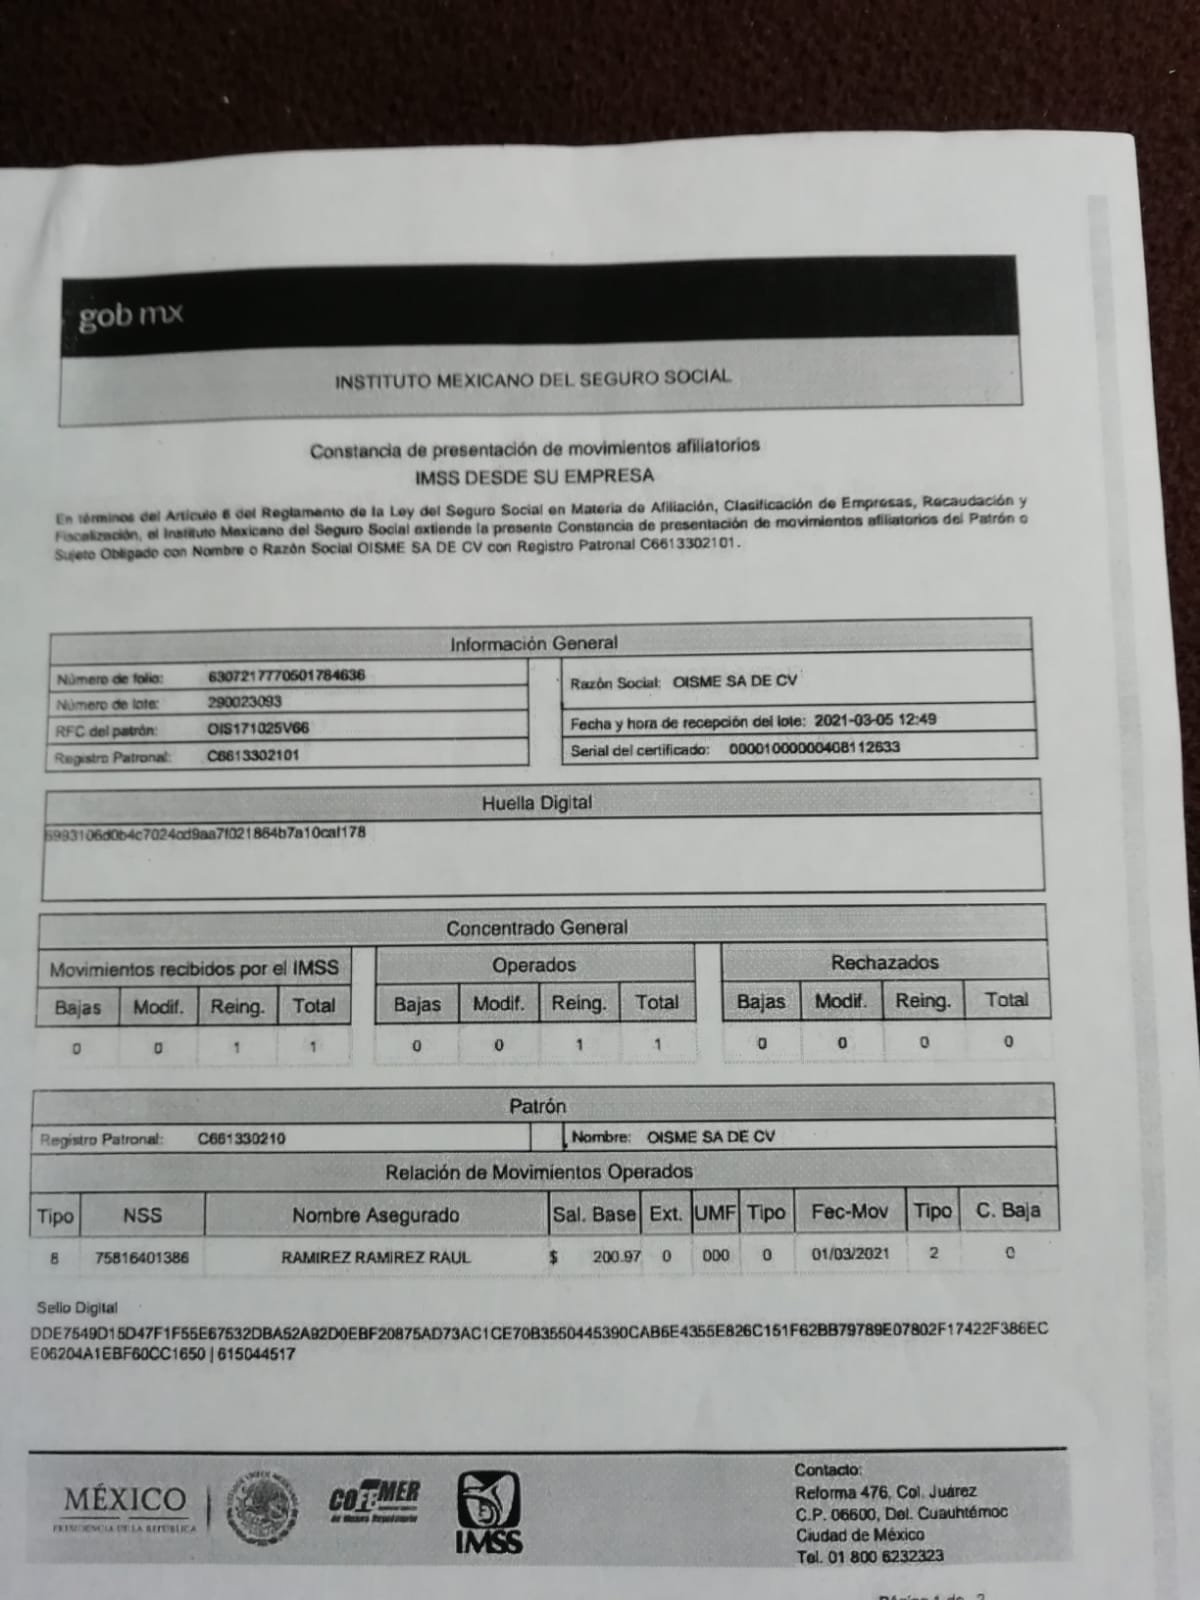 gob mx
INSTITUTO MEXICANO DEL SEGURO SOCIAL
Constancia de presentación de movimientos afiliatorios
IMSS DESDE SU EMPRESA
En términos del Artículo 6 del Reglamento de la Ley del Seguro Social en Materia de Afiliación, Clasificación de Empresas, Recaudación y
Fiscalización, el Instituto Mexicano del Seguro Social extiende la presente Constancia de presentación de movimientos afiliatorios del Patrón o
Sujeto Obligado con Nombre o Razón Social OISME SA DE CV con Registro Patronal C6613302101.
Información General
Número de folio: 6307217770501784636
Número de lote: 290023093
RFC del patrón: OIS171025V66
Registro Patronal: C6613302101
Razón Social: OISME SA DE CV
Fecha y hora de recepción del lote: 2021-03-05 12:49
Serial del certificado: 00001000000408112633
Huella Digital
Concentrado General
Movimientos recibidos por el IMSS Operados Rechazados
Bajas Modif. Reing. Total Bajas Modif. Reing. Total Bajas Modif. Reing. Total
0 0 1 1 0 0 1 1 0 0 0 0
Patrón
Registro Patronal: C661330210 Nombre: OISME SA DE CV
Relación de Movimientos Operados
Tipo NSS Nombre Asegurado Sal. Base Ext. UMF Tipo Fec-Mov Tipo C. Baja
8 75816401386 RAMIREZ RAMIREZ RAUL $ 200.97 0 000 0 01/03/2021 2 0
Sello Digital
DDE7549D15D47F1F55E67532DBA52A92D0EBF20875AD73AC1CE70B3550445390CAB6E4355E826C151F62BB79789E07802F17422F386EC
E06204A1EBF60CC1650 | 615044517
MÉXICO
PRESIDENCIA DE LA REPÚBLICA
COFEMER
IMSS
Contacto:
Reforma 476, Col. Juárez
C.P. 06600, Del. Cuauhtémoc
Ciudad de México
Tel. 01 800 6232323